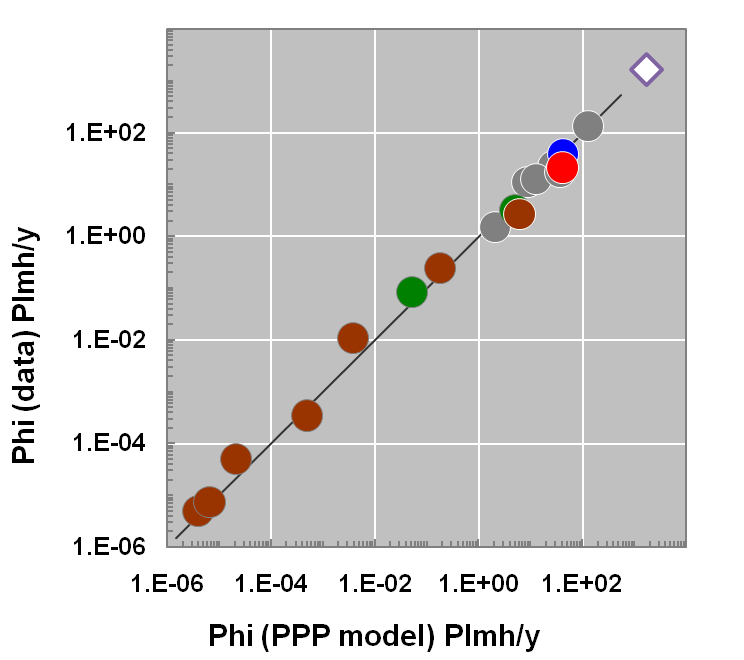 1.E+02
1.E+00
1.E-02
1.E-04
1.E-06
Phi (data) Plmh/y
1.E-06 1.E-04 1.E-02 1.E+00 1.E+02
Phi (PPP model) Plmh/y